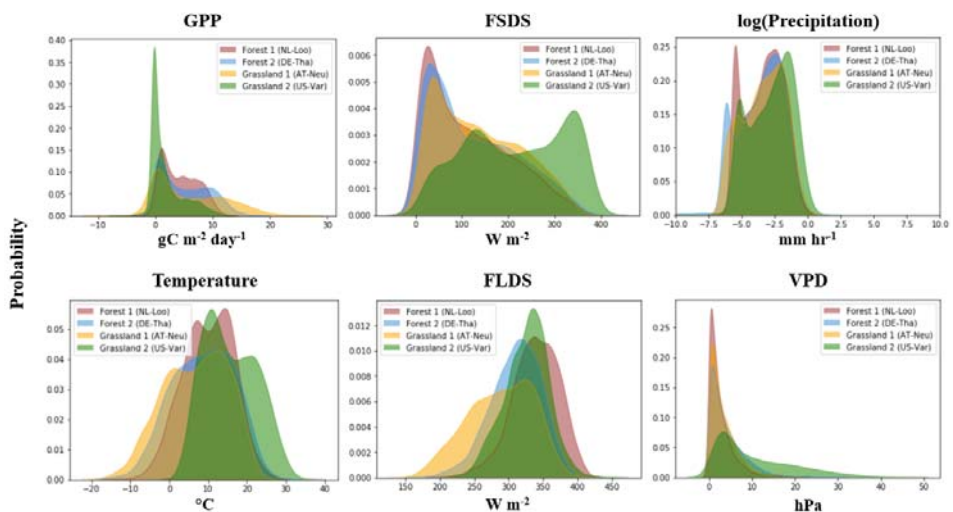 GPP
0.40
0.35
0.30
0.25
0.20
0.15
0.10
0.05
0.00
Forest 1 (NL-Loo)
Forest 2 (DE-Tha)
Grassland 1 (AT-Neu)
Grassland 2 (US-Var)
-10 0 10 20 30
gC m-2 day-1
FSDS
0.006
0.005
0.004
0.003
0.002
0.001
0.000
Forest 1 (NL-Loo)
Forest 2 (DE-Tha)
Grassland 1 (AT-Neu)
Grassland 2 (US-Var)
0 100 200 300 400
W m-2
log(Precipitation)
0.25
0.20
0.15
0.10
0.05
0.00
Forest 1 (NL-Loo)
Forest 2 (DE-Tha)
Grassland 1 (AT-Neu)
Grassland 2 (US-Var)
-10.0 -7.5 -5.0 -2.5 0.0 2.5 5.0 7.5 10.0
mm hr-1
Probability
Temperature
0.05
0.04
0.03
0.02
0.01
0.00
Forest 1 (NL-Loo)
Forest 2 (DE-Tha)
Grassland 1 (AT-Neu)
Grassland 2 (US-Var)
-20 -10 0 10 20 30 40
°C
FLDS
0.012
0.010
0.008
0.006
0.004
0.002
0.000
Forest 1 (NL-Loo)
Forest 2 (DE-Tha)
Grassland 1 (AT-Neu)
Grassland 2 (US-Var)
150 200 250 300 350 400 450
W m-2
VPD
0.25
0.20
0.15
0.10
0.05
0.00
Forest 1 (NL-Loo)
Forest 2 (DE-Tha)
Grassland 1 (AT-Neu)
Grassland 2 (US-Var)
0 10 20 30 40 50
hPa